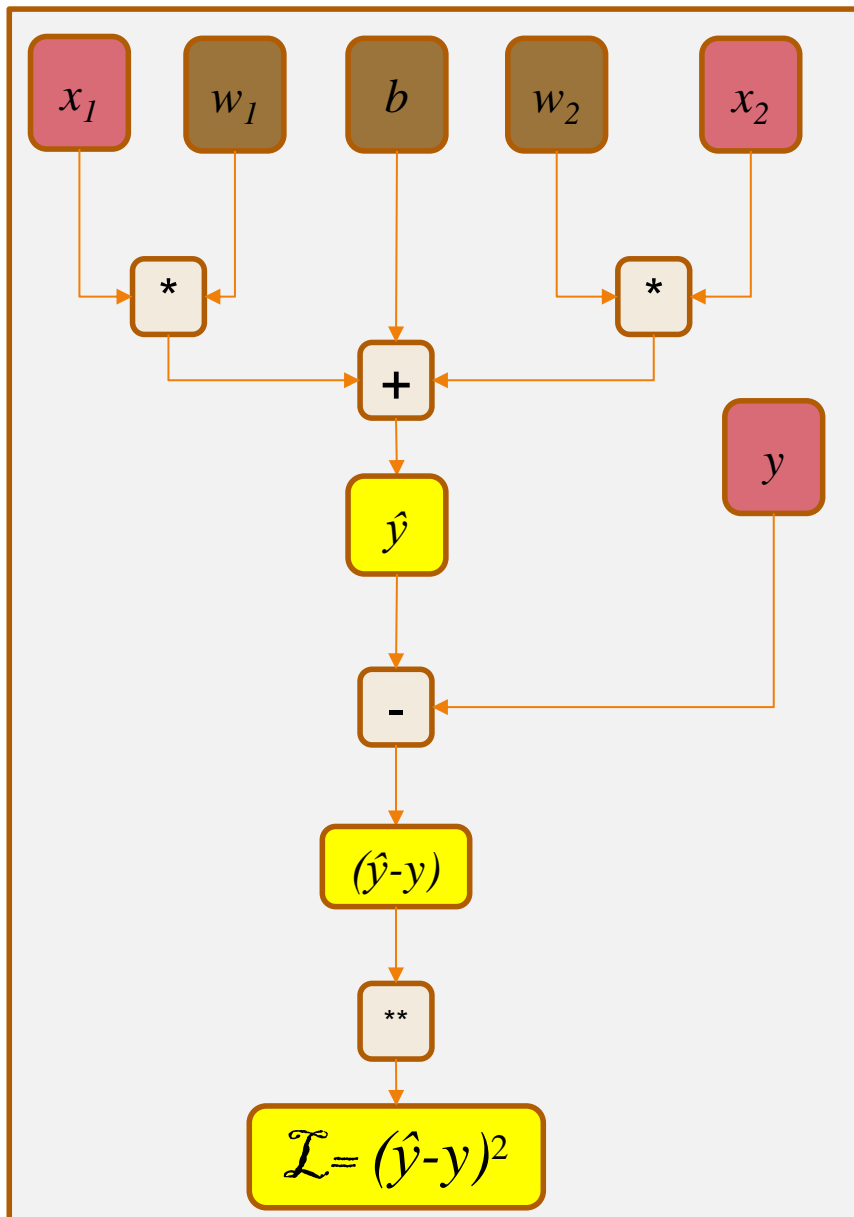 x₁ w₁ b w₂ x₂
* *
+
y
ŷ
-
(ŷ-y)
**
ℒ= (ŷ-y)²